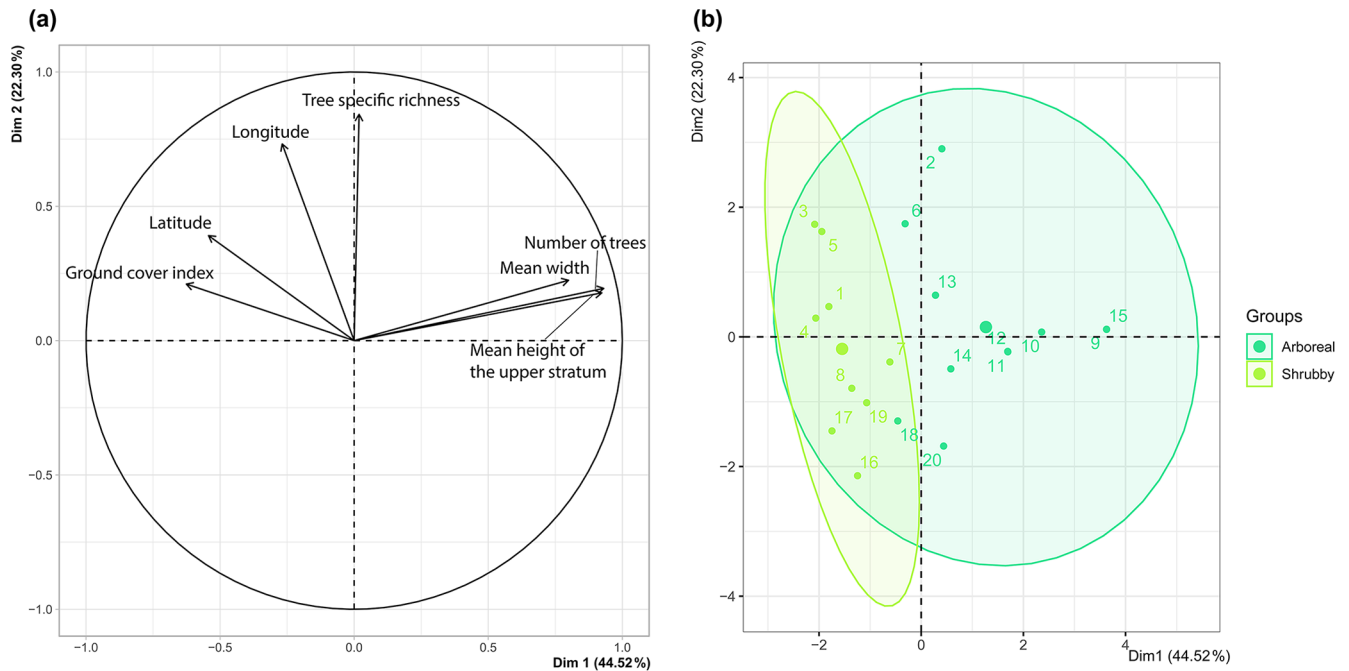 (a)
Dim 2 (22.30%)
1.0
0.5
0.0
−0.5
−1.0
Tree specific richness
Longitude
Latitude
Ground cover index
Number of trees
Mean width
Mean height of
the upper stratum
−1.0
−0.5
0.0
0.5
1.0
Dim 1 (44.52%)
(b)
Dim2 (22.30%)
4
2
0
−2
−4
2
3
6
5
13
1
4
12
15
7
10
9
14
11
8
17
19
18
20
16
−2
0
2
4
Dim1 (44.52%)
Groups
Arboreal
Shrubby